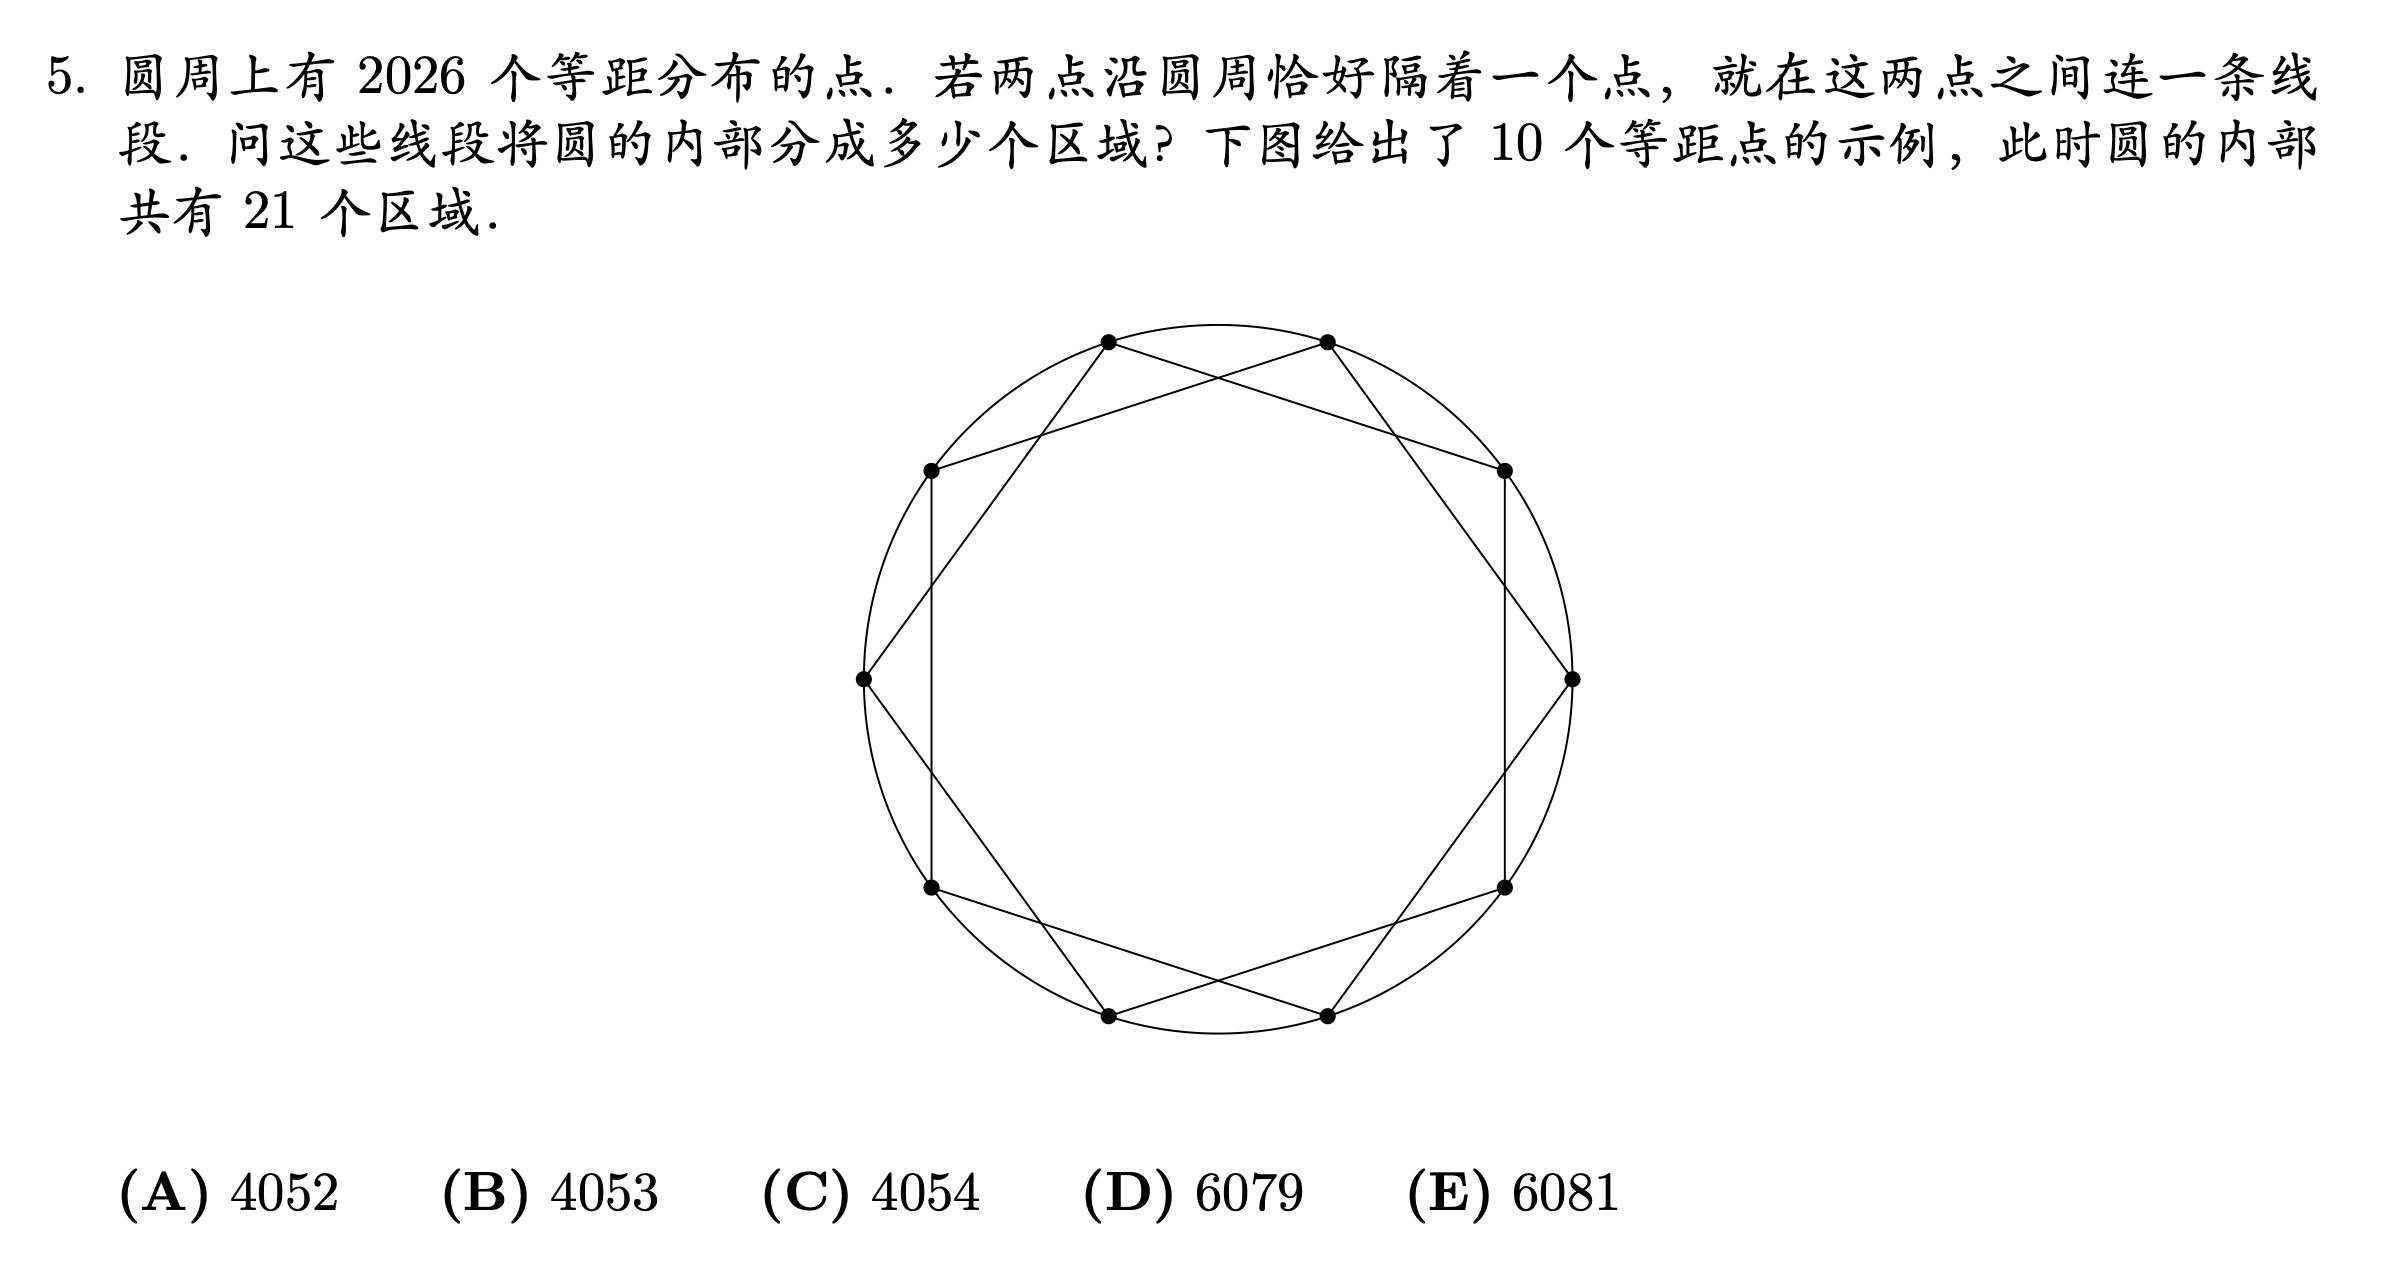 5. 圆周上有 2026 个等距分布的点. 若两点沿圆周恰好隔着一个点, 就在这两点之间连一条线
段. 问这些线段将圆的内部分成多少个区域? 下图给出了 10 个等距点的示例, 此时圆的内部
共有 21 个区域.
(A) 4052 (B) 4053 (C) 4054 (D) 6079 (E) 6081